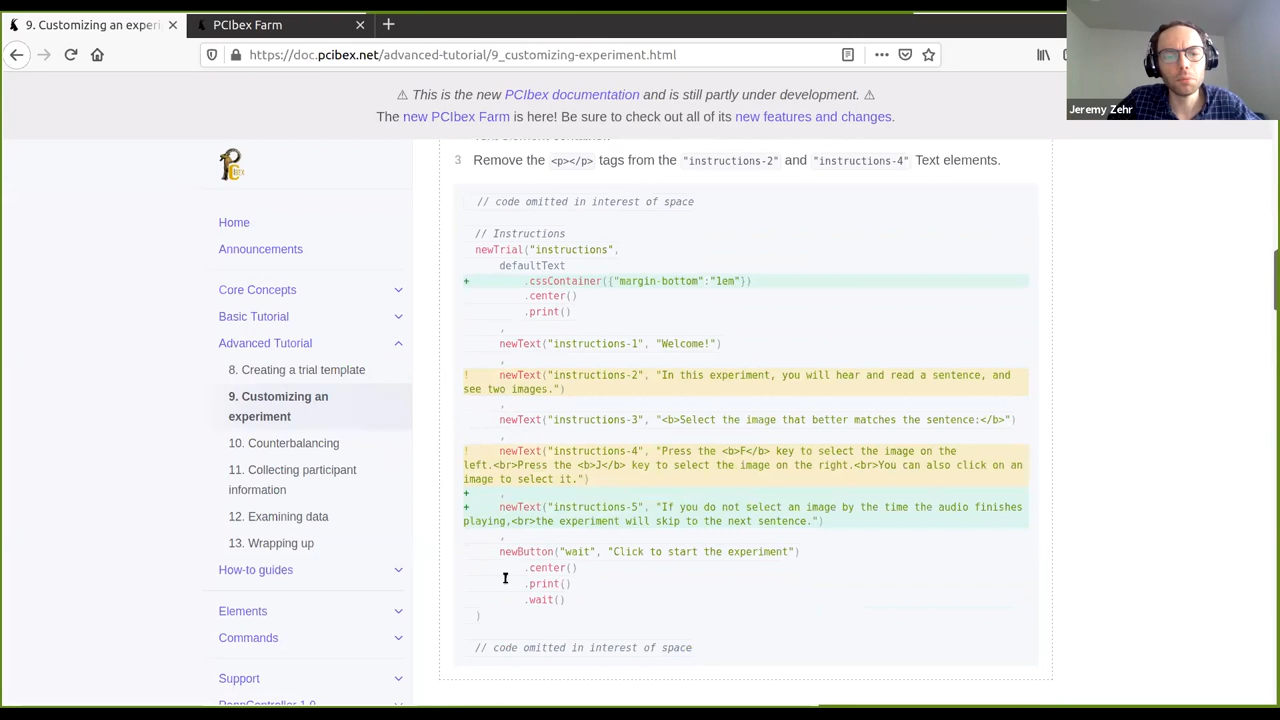 9. Customizing an experi
PCIbex Farm
https://doc.pcibex.net/advanced-tutorial/9_customizing-experiment.html
Jeremy Zehr
⚠ This is the new PCIbex documentation and is still partly under development. ⚠
The new PCIbex Farm is here! Be sure to check out all of its new features and changes.
Home
Announcements
Core Concepts
Basic Tutorial
Advanced Tutorial
8. Creating a trial template
9. Customizing an
experiment
10. Counterbalancing
11. Collecting participant
information
12. Examining data
13. Wrapping up
How-to guides
Elements
Commands
Support
PennController 1.0
3 Remove the <p></p> tags from the "instructions-2" and "instructions-4" Text elements.
// code omitted in interest of space
// Instructions
newTrial("instructions",
defaultText
+ .cssContainer({"margin-bottom":"1em"})
.center()
.print()
,
newText("instructions-1", "Welcome!")
,
! newText("instructions-2", "In this experiment, you will hear and read a sentence, and
see two images.")
,
newText("instructions-3", "<b>Select the image that better matches the sentence:</b>")
,
! newText("instructions-4", "Press the <b>F</b> key to select the image on the
left.<br>Press the <b>J</b> key to select the image on the right.<br>You can also click on an
image to select it.")
+ ,
+ newText("instructions-5", "If you do not select an image by the time the audio finishes
playing,<br>the experiment will skip to the next sentence.")
,
newButton("wait", "Click to start the experiment")
.center()
.print()
.wait()
)
// code omitted in interest of space